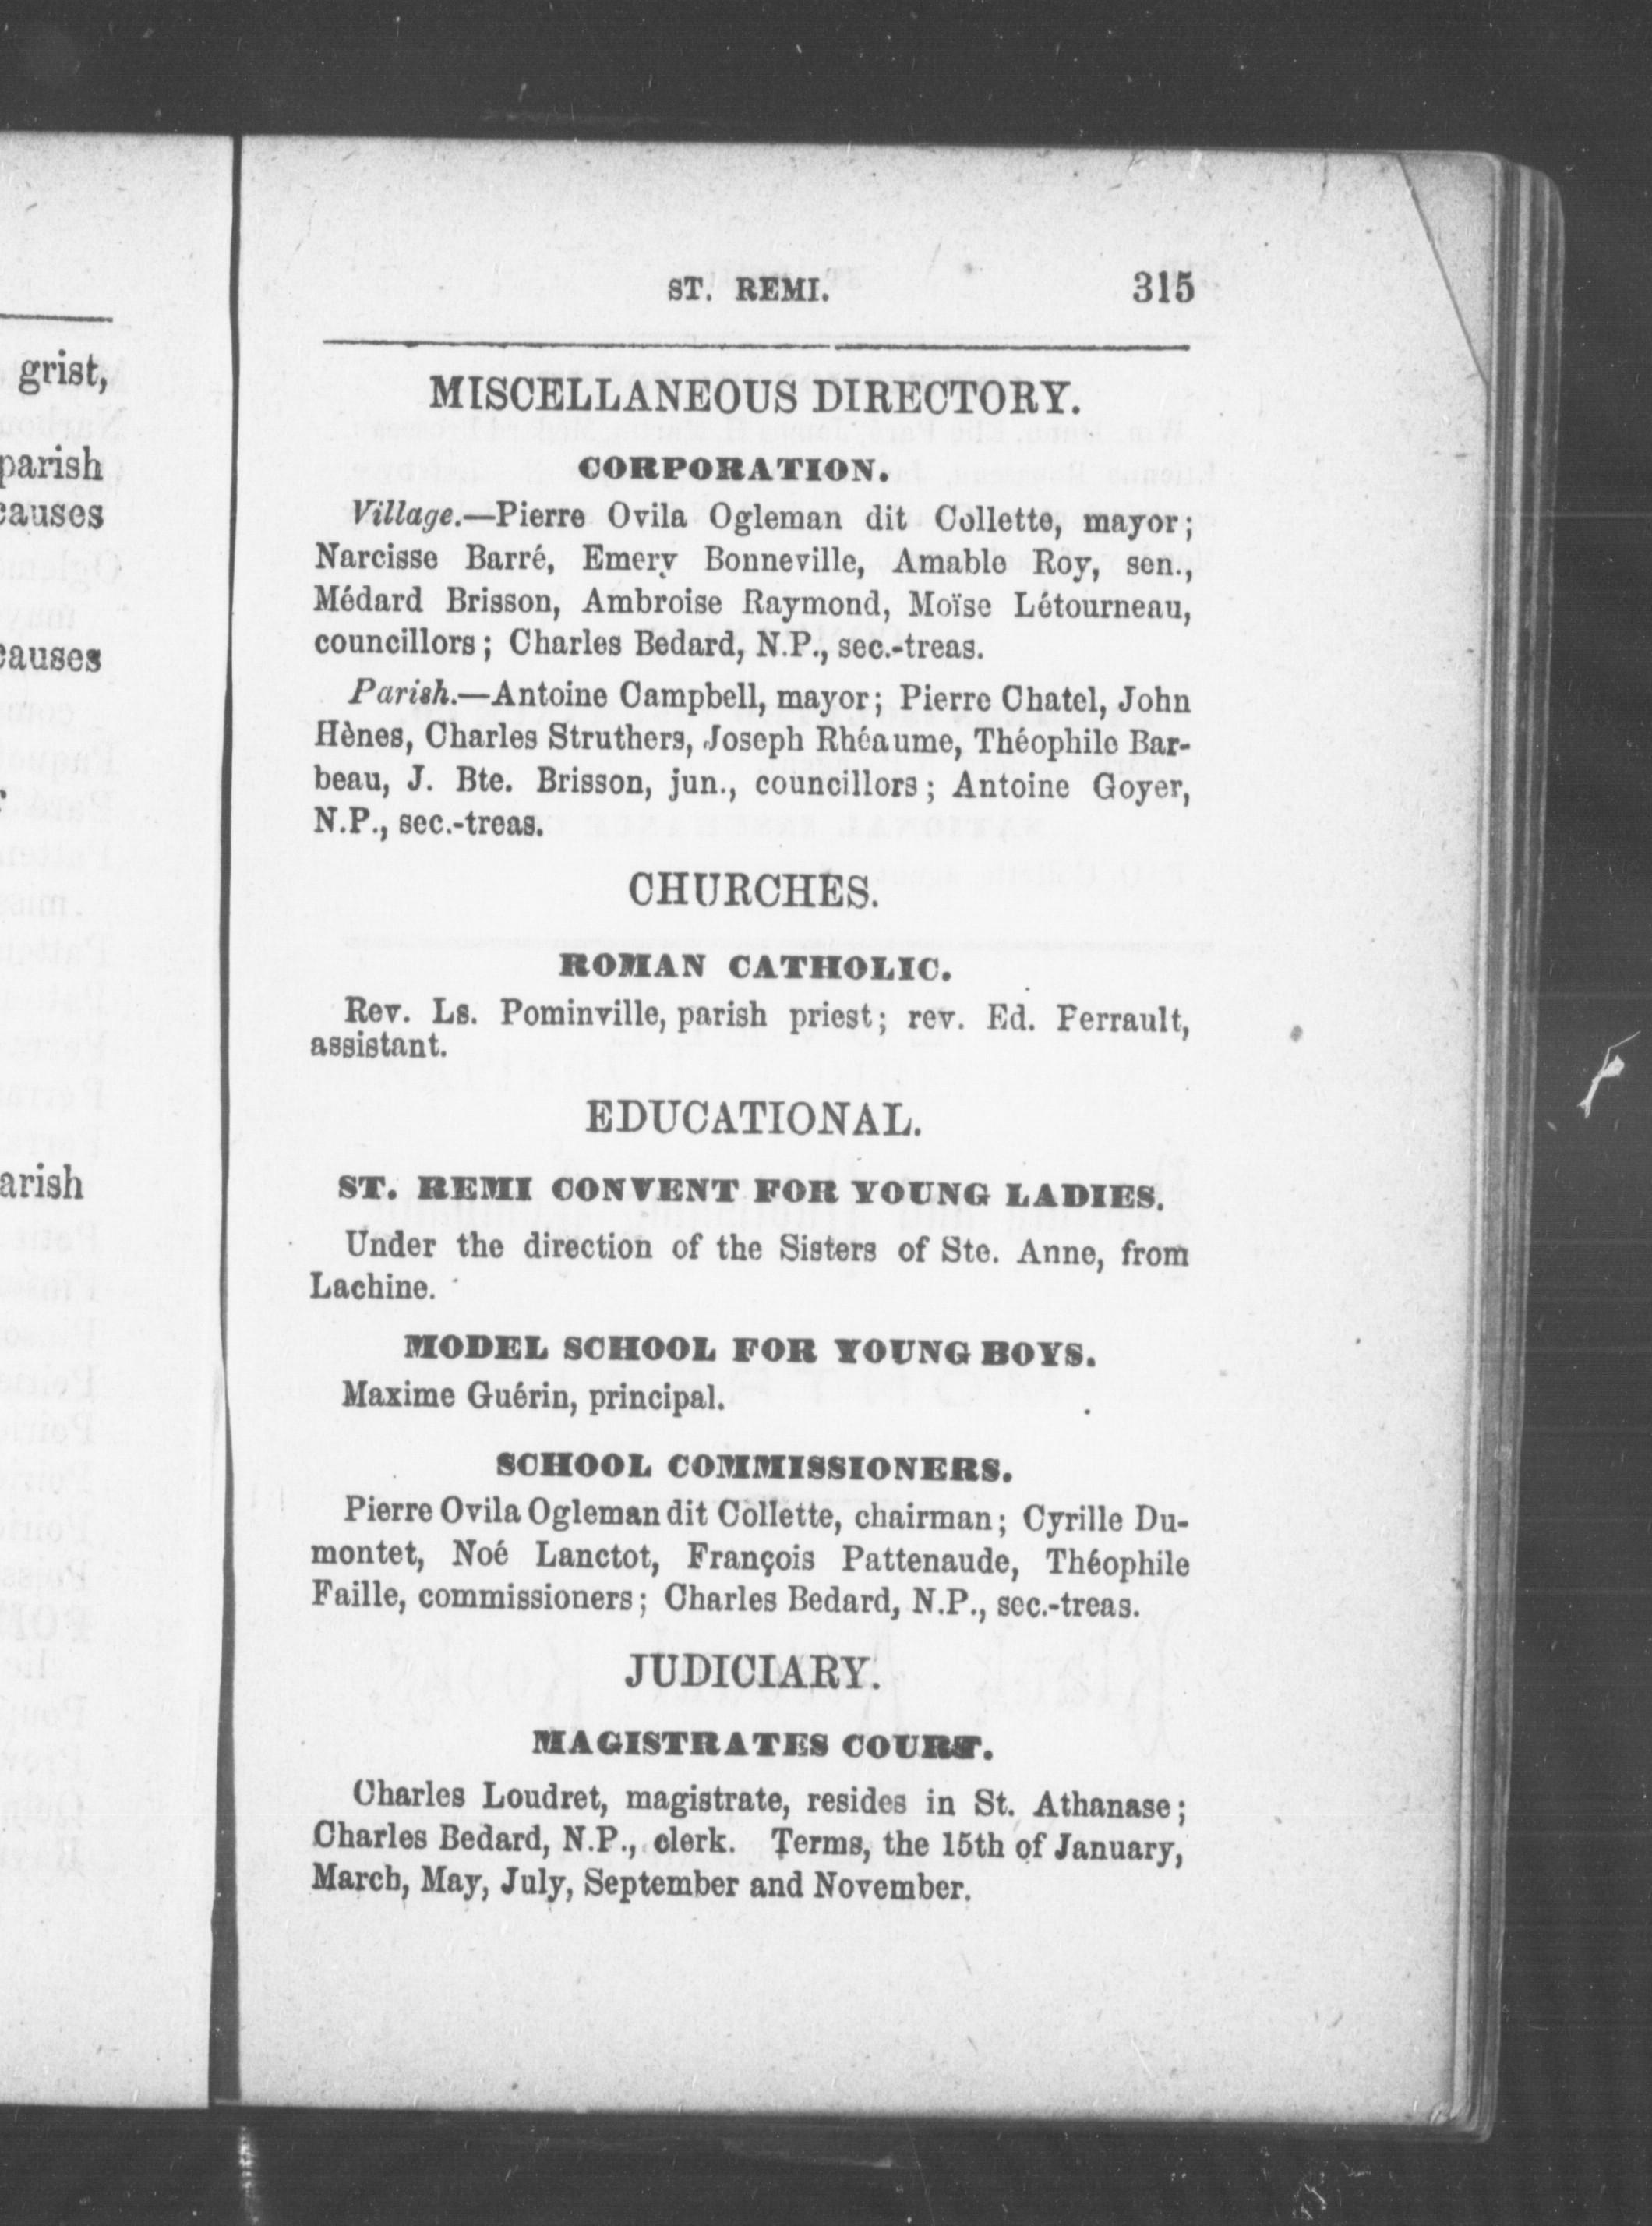 ST. REMI. 315
grist,
parish
causes
causes
arish
MISCELLANEOUS DIRECTORY.
CORPORATION.
Village.—Pierre Ovila Ogleman dit Collette, mayor;
Narcisse Barré, Emery Bonneville, Amable Roy, sen.,
Médard Brisson, Ambroise Raymond, Moïse Létourneau,
councillors; Charles Bedard, N.P., sec.-treas.
Parish.—Antoine Campbell, mayor; Pierre Chatel, John
Hènes, Charles Struthers, Joseph Rhéaume, Théophile Bar-
beau, J. Bte. Brisson, jun., councillors; Antoine Goyer,
N.P., sec.-treas.
CHURCHES.
ROMAN CATHOLIC.
Rev. Ls. Pominville, parish priest; rev. Ed. Perrault,
assistant.
EDUCATIONAL.
ST. REMI CONVENT FOR YOUNG LADIES.
Under the direction of the Sisters of Ste. Anne, from
Lachine.
MODEL SCHOOL FOR YOUNG BOYS.
Maxime Guérin, principal.
SCHOOL COMMISSIONERS.
Pierre Ovila Ogleman dit Collette, chairman; Cyrille Du-
montet, Noé Lanctot, François Pattenaude, Théophile
Faille, commissioners; Charles Bedard, N.P., sec.-treas.
JUDICIARY.
MAGISTRATES COURT.
Charles Loudret, magistrate, resides in St. Athanase;
Charles Bedard, N.P., clerk. Terms, the 15th of January,
March, May, July, September and November.